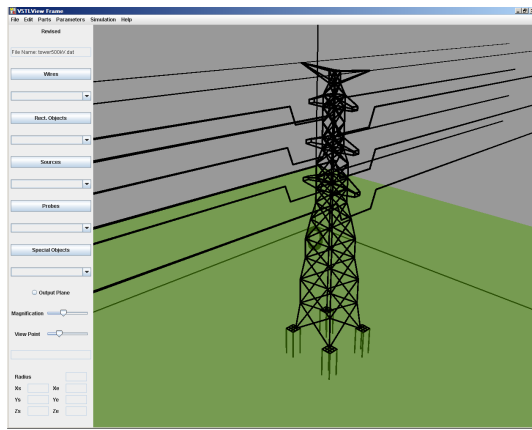 VSTLView Frame
File Edit Parts Parameters Simulation Help
Revised
File Name: tower500kV.dat
Wires
Rect. Objects
Sources
Probes
Special Objects
Output Plane
Magnification
View Point
Radius
Xs Xe
Ys Ye
Zs Ze